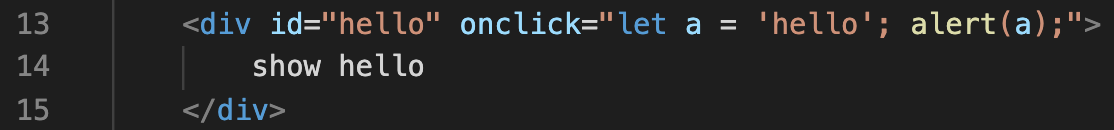 13 <div id="hello" onclick="let a = 'hello'; alert(a);">
14 show hello
15 </div>